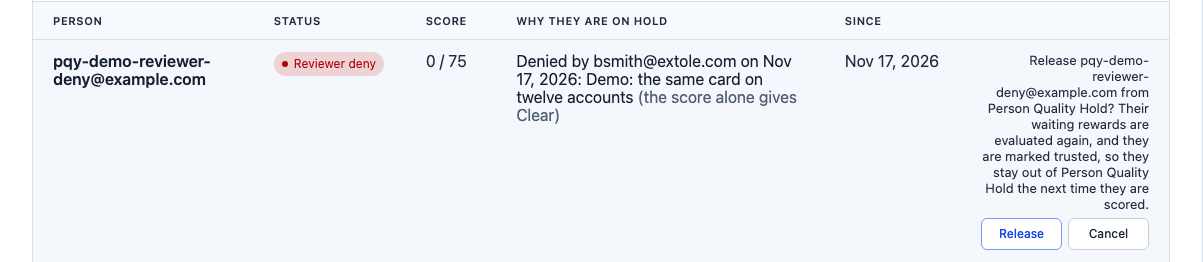 PERSON STATUS SCORE WHY THEY ARE ON HOLD SINCE
pqy-demo-reviewer-
deny@example.com
Reviewer deny
0 / 75
Denied by bsmith@extole.com on Nov
17, 2026: Demo: the same card on
twelve accounts (the score alone gives
Clear)
Nov 17, 2026
Release pqy-demo-
reviewer-
deny@example.com from
Person Quality Hold? Their
waiting rewards are
evaluated again, and they
are marked trusted, so they
stay out of Person Quality
Hold the next time they are
scored.
Release Cancel